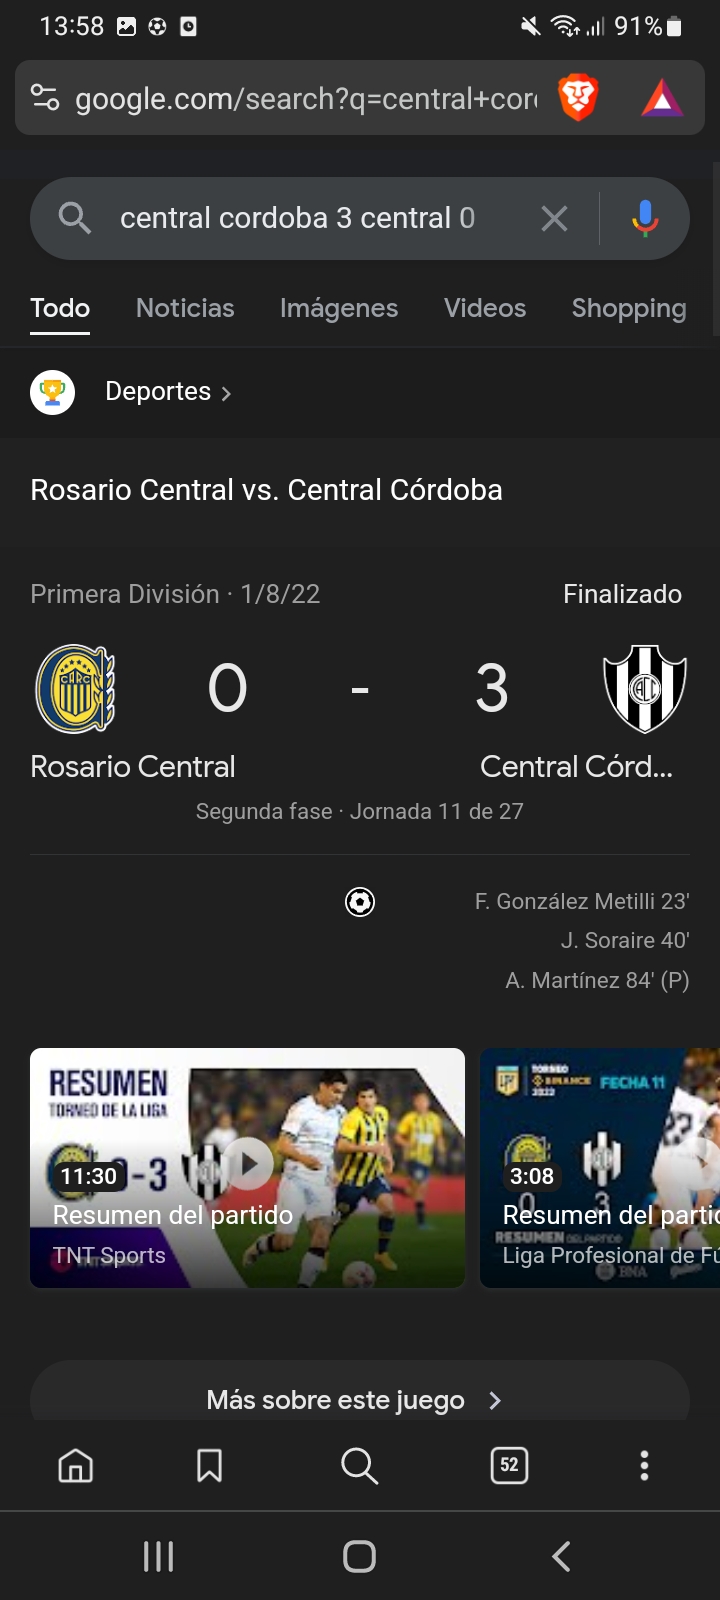 13:58
91%
google.com/search?q=central+cor
central cordoba 3 central 0
Todo Noticias Imágenes Videos Shopping
Deportes
Rosario Central vs. Central Córdoba
Primera División · 1/8/22 Finalizado
0 - 3
Rosario Central Central Córd...
Segunda fase · Jornada 11 de 27
F. González Metilli 23'
J. Soraire 40'
A. Martínez 84' (P)
RESUMEN
TORNEO DE LA LIGA
0-3
11:30
Resumen del partido
TNT Sports
TORNEO
BINANCE
2022
FECHA 11
0 3
3:08
Resumen del partid
RESUMEN DEL PARTIDO
Liga Profesional de Fú
BNA
Más sobre este juego
52